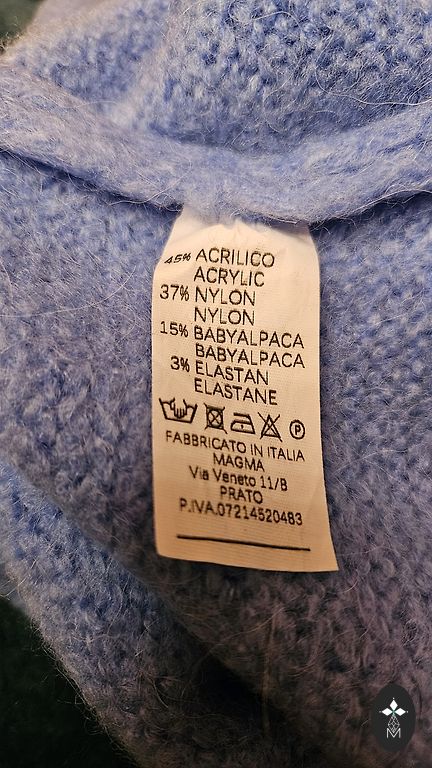 45% ACRILICO
ACRYLIC
37% NYLON
NYLON
15% BABYALPACA
BABYALPACA
3% ELASTAN
ELASTANE
P
FABBRICATO IN ITALIA
MAGMA
Via Veneto 11/B
PRATO
P.IVA.07214520483
M